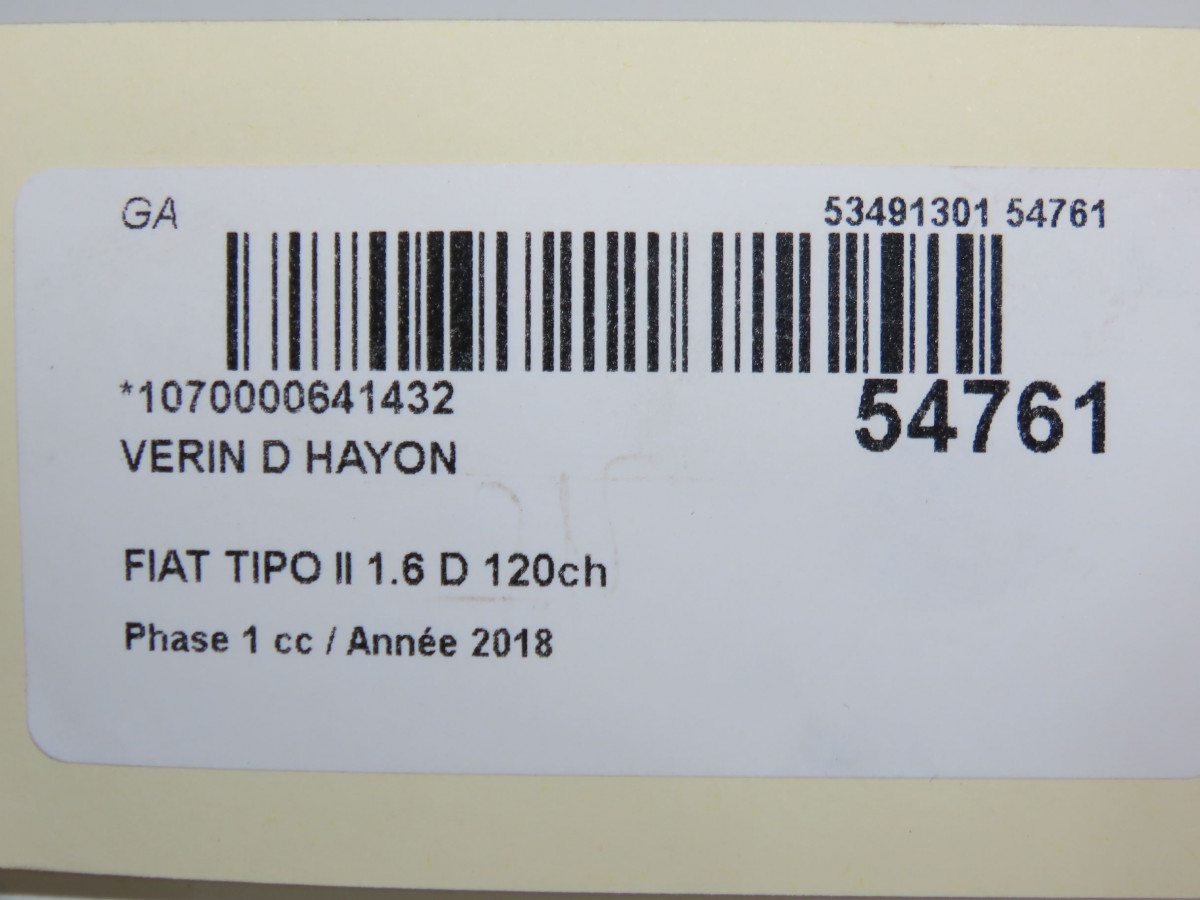 GA
53491301 54761
*1070000641432
54761
VERIN D HAYON
FIAT TIPO II 1.6 D 120ch
Phase 1 cc / Année 2018